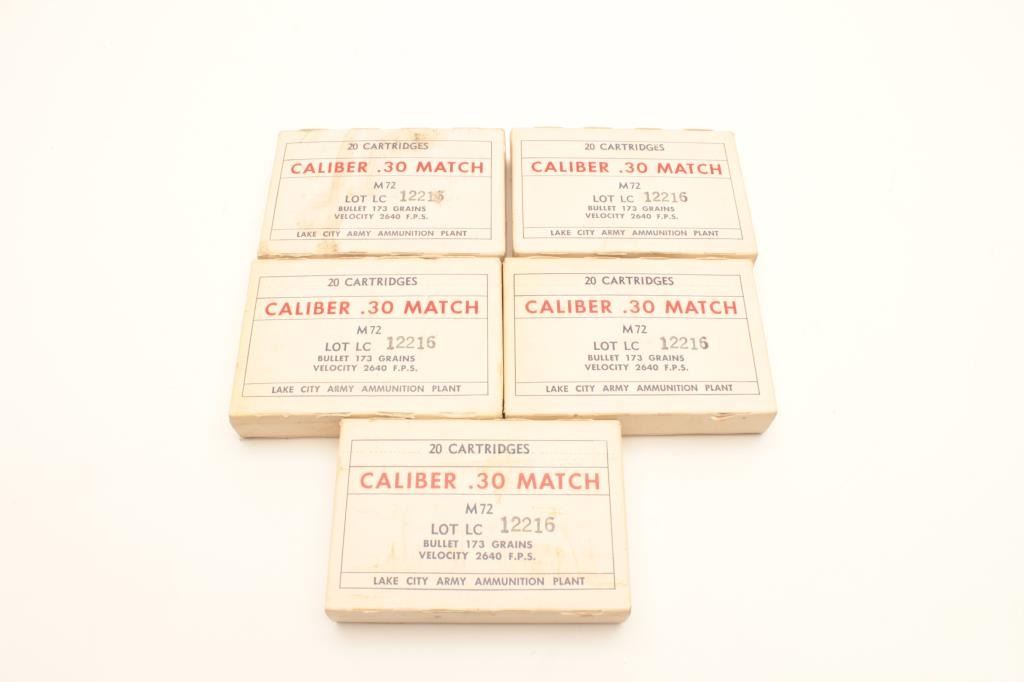 20 CARTRIDGES
CALIBER .30 MATCH
M72
LOT LC 12216
BULLET 173 GRAINS
VELOCITY 2640 F.P.S.
LAKE CITY ARMY AMMUNITION PLANT
20 CARTRIDGES
CALIBER .30 MATCH
M72
LOT LC 12216
BULLET 173 GRAINS
VELOCITY 2640 F.P.S.
LAKE CITY ARMY AMMUNITION PLANT
20 CARTRIDGES
CALIBER .30 MATCH
M72
LOT LC 12216
BULLET 173 GRAINS
VELOCITY 2640 F.P.S.
LAKE CITY ARMY AMMUNITION PLANT
20 CARTRIDGES
CALIBER .30 MATCH
M72
LOT LC 12216
BULLET 173 GRAINS
VELOCITY 2640 F.P.S.
LAKE CITY ARMY AMMUNITION PLANT
20 CARTRIDGES
CALIBER .30 MATCH
M72
LOT LC 12216
BULLET 173 GRAINS
VELOCITY 2640 F.P.S.
LAKE CITY ARMY AMMUNITION PLANT